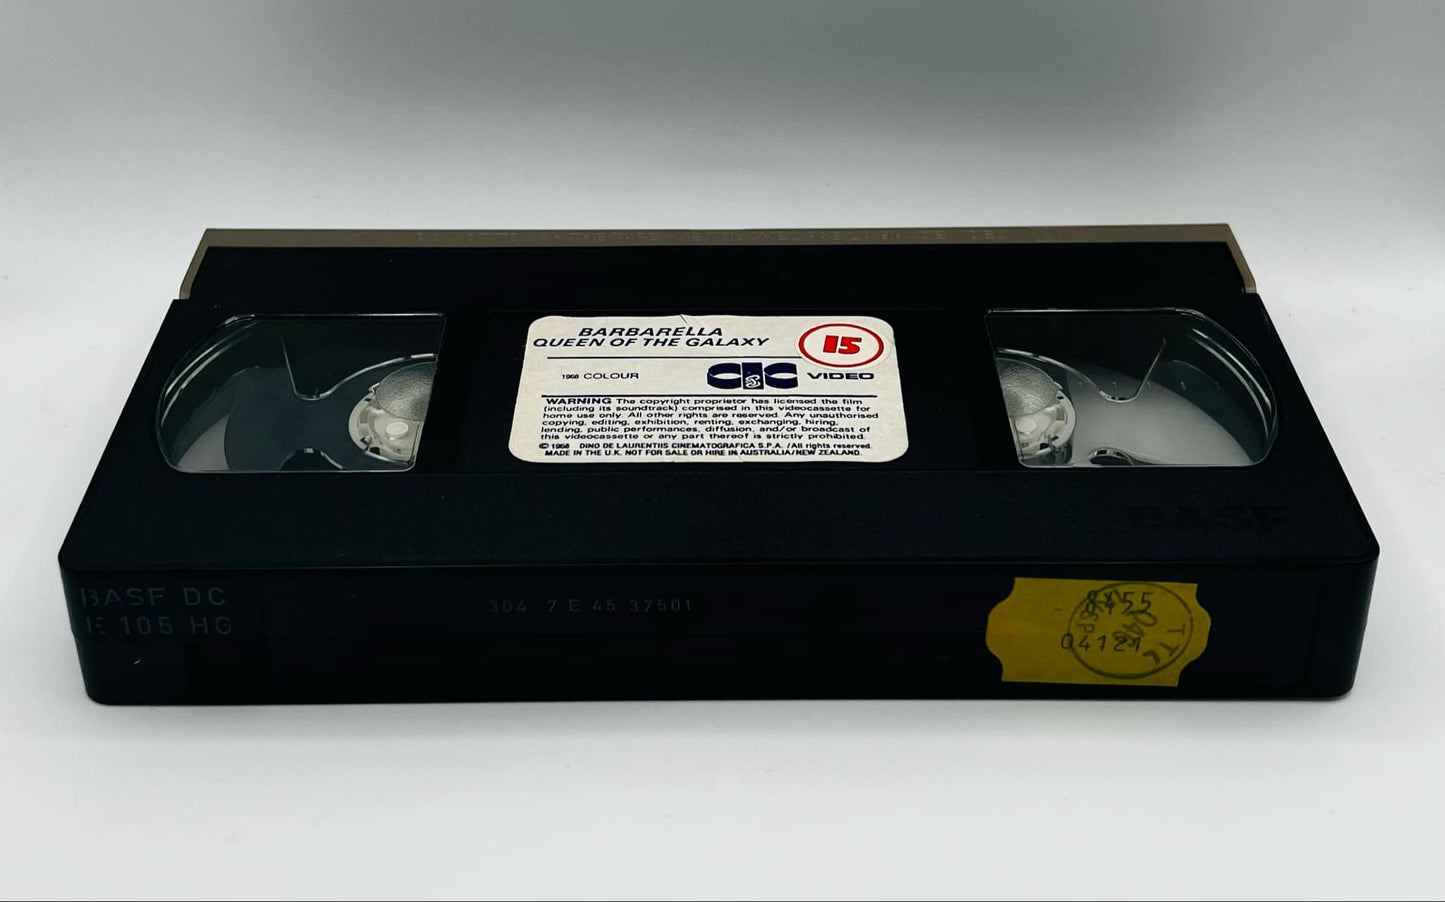 BARBARELLA
QUEEN OF THE GALAXY
15
1968 COLOUR
CIC VIDEO
WARNING The copyright proprietor has licensed the film
(including its soundtrack) comprised in this videocassette for
home use only. All other rights are reserved. Any unauthorised
copying, editing, exhibition, renting, exchanging, hiring,
lending, public performances, diffusion, and/or broadcast of
this videocassette or any part thereof is strictly prohibited.
© 1968 DINO DE LAURENTIIS CINEMATOGRAFICA S.P.A. /All rights reserved.
MADE IN THE U.K. NOT FOR SALE OR HIRE IN AUSTRALIA/NEW ZEALAND.
BASF
BASF DC
E 105 HG
304 7 E 45 37501
04121